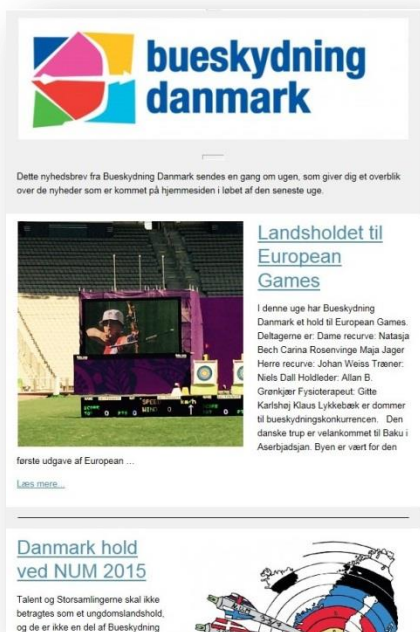 bueskydning
danmark
Dette nyhedsbrev fra Bueskydning Danmark sendes en gang om ugen, som giver dig et overblik
over de nyheder som er kommet på hjemmesiden i løbet af den seneste uge.
Landsholdet til
European
Games
I denne uge har Bueskydning
Danmark et hold til European Games.
Deltagerne er: Dame recurve: Natasja
Bech Carina Rosenvinge Maja Jager
Herre recurve: Johan Weiss Træner:
Niels Dall Holdleder: Allan B.
Grønkjær Fysioterapeut: Gitte
Karlshøj Klaus Lykkebæk er dommer
til bueskydningskonkurrencen. Den
danske trup er velankommet til Baku i
Aserbjadsjan. Byen er vært for den
første udgave af European ...
Læs mere...
Danmark hold
ved NUM 2015
Talent og Storsamlingerne skal ikke
betragtes som et ungdomslandshold,
og de er ikke en del af Bueskydning